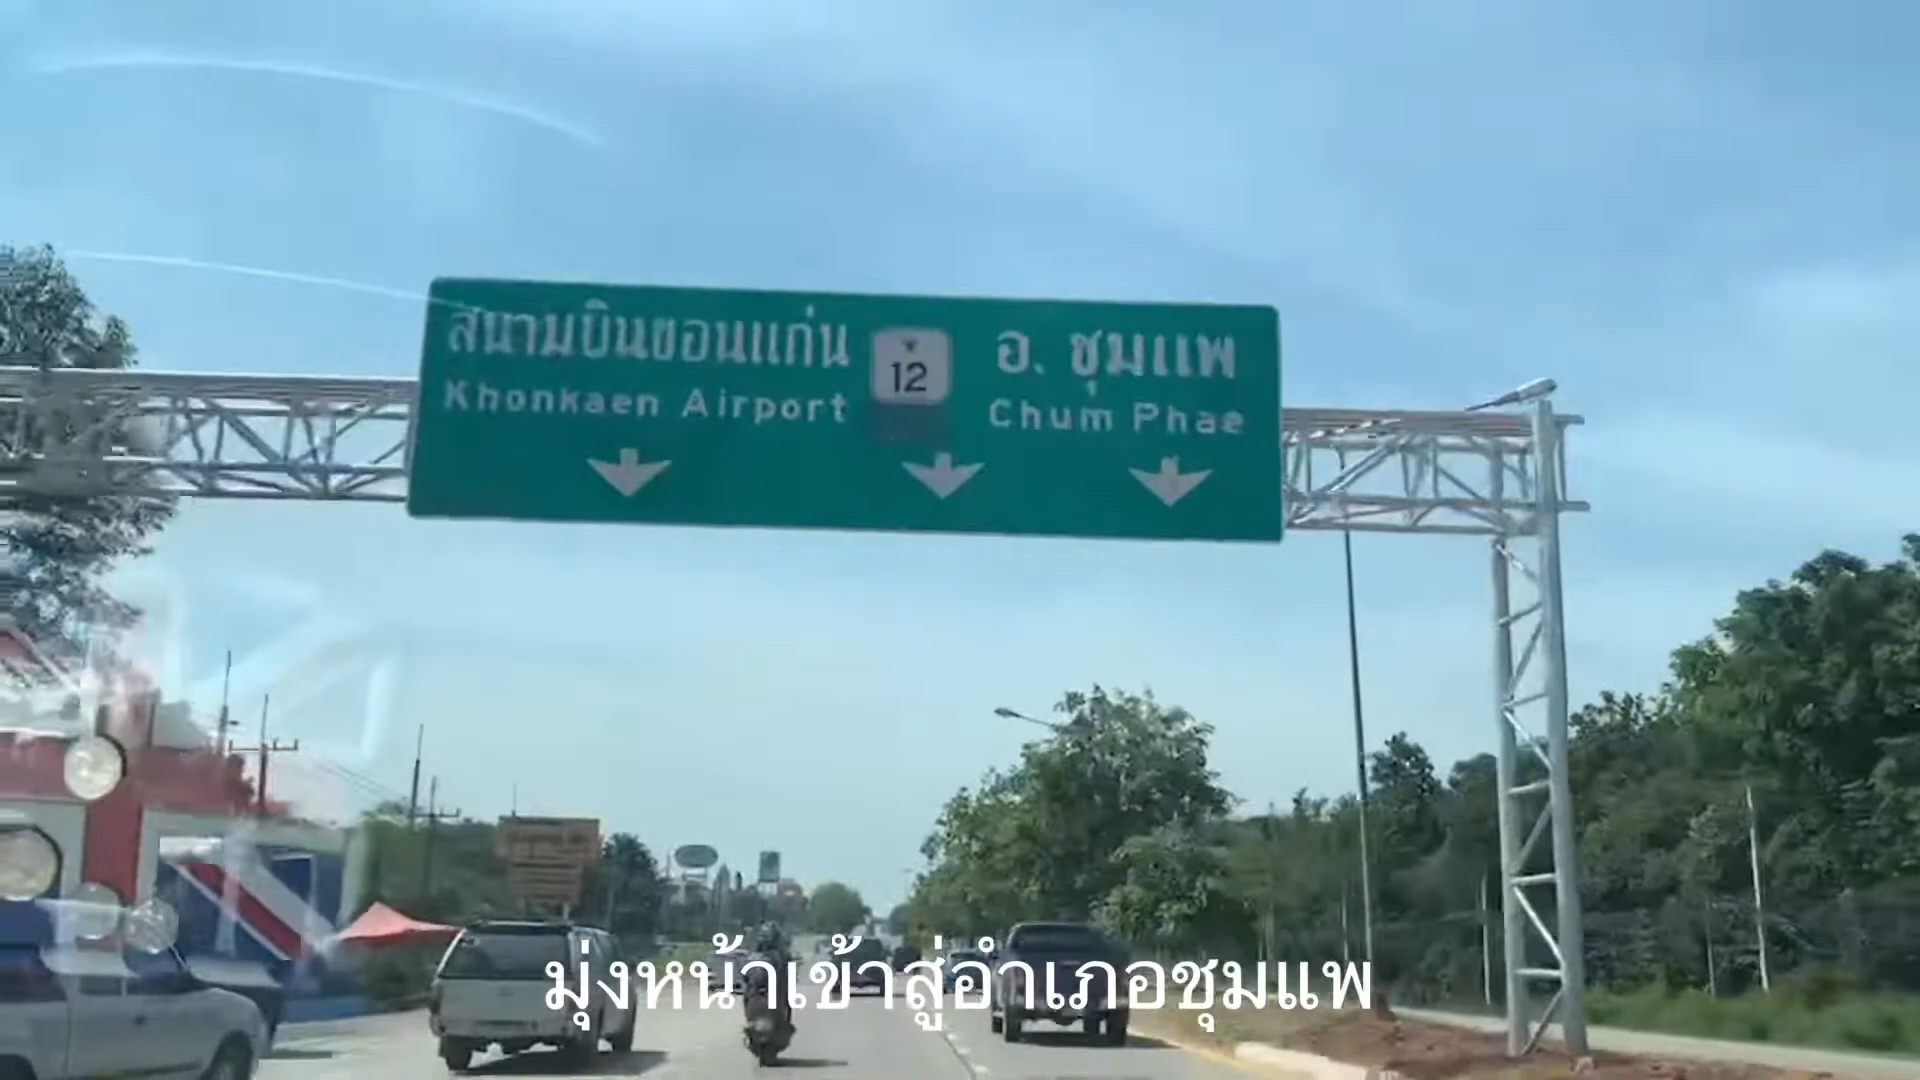 สนามบินขอนแก่น
Khonkaen Airport
12
อ. ชุมแพ
Chum Phae
มุ่งหน้าเข้าสู่อำเภอชุมแพ